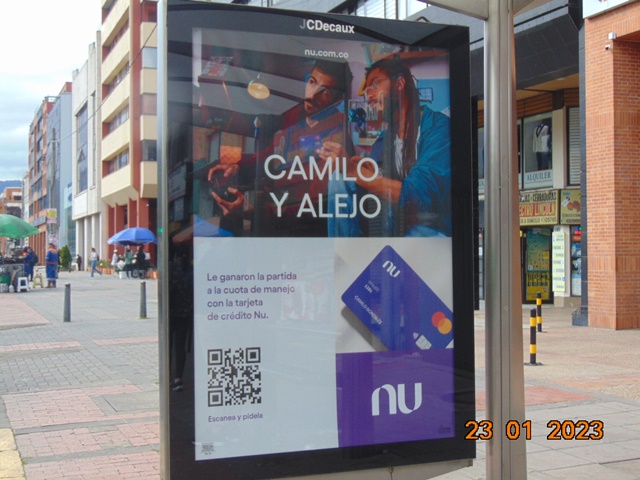 JCDecaux
nu.com.co
CAMILO
Y ALEJO
Le ganaron la partida
a la cuota de manejo
con la tarjeta
de crédito Nu.
nu
Escanea y pídela
nu
ALQUILER
23 01 2023